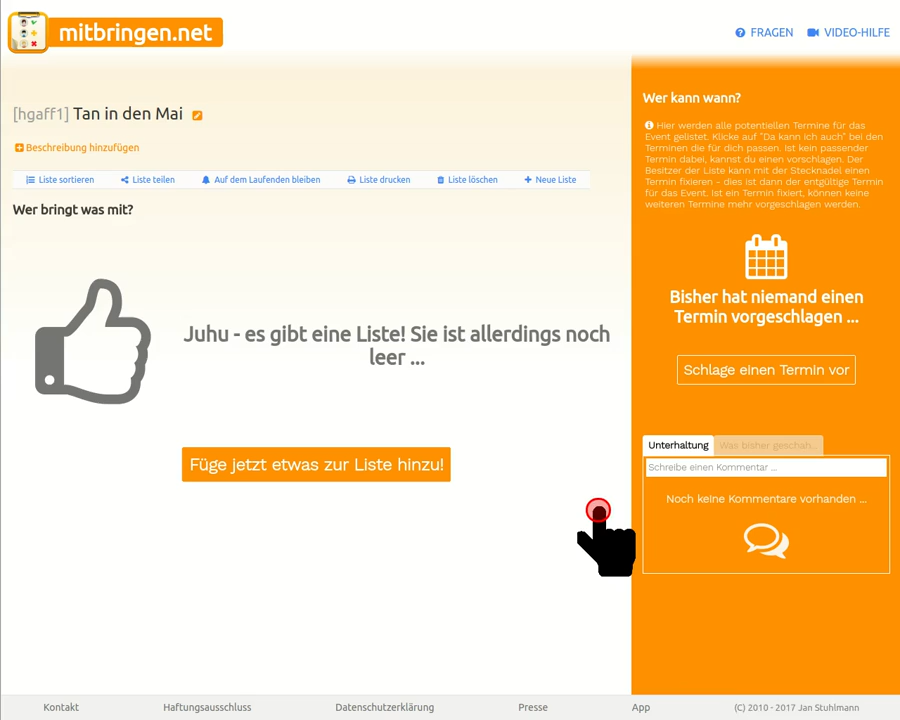 mitbringen.net
FRAGEN
VIDEO-HILFE
[hgaff1] Tan in den Mai
Beschreibung hinzufügen
Liste sortieren
Liste teilen
Auf dem Laufenden bleiben
Liste drucken
Liste löschen
Neue Liste
Wer bringt was mit?
Juhu - es gibt eine Liste! Sie ist allerdings noch
leer ...
Füge jetzt etwas zur Liste hinzu!
Wer kann wann?
Hier werden alle potentiellen Termine für das
Event gelistet. Klicke auf "Da kann ich auch" bei den
Terminen die für dich passen. Ist kein passender
Termin dabei, kannst du einen vorschlagen. Der
Besitzer der Liste kann mit der Stecknadel einen
Termin fixieren - dies ist dann der entgültige Termin
für das Event. Ist ein Termin fixiert, können keine
weiteren Termine mehr vorgeschlagen werden.
Bisher hat niemand einen
Termin vorgeschlagen ...
Schlage einen Termin vor
Unterhaltung
Was bisher geschah...
Schreibe einen Kommentar ...
Noch keine Kommentare vorhanden ...
Kontakt
Haftungsausschluss
Datenschutzerklärung
Presse
App
(C) 2010 - 2017 Jan Stuhlmann